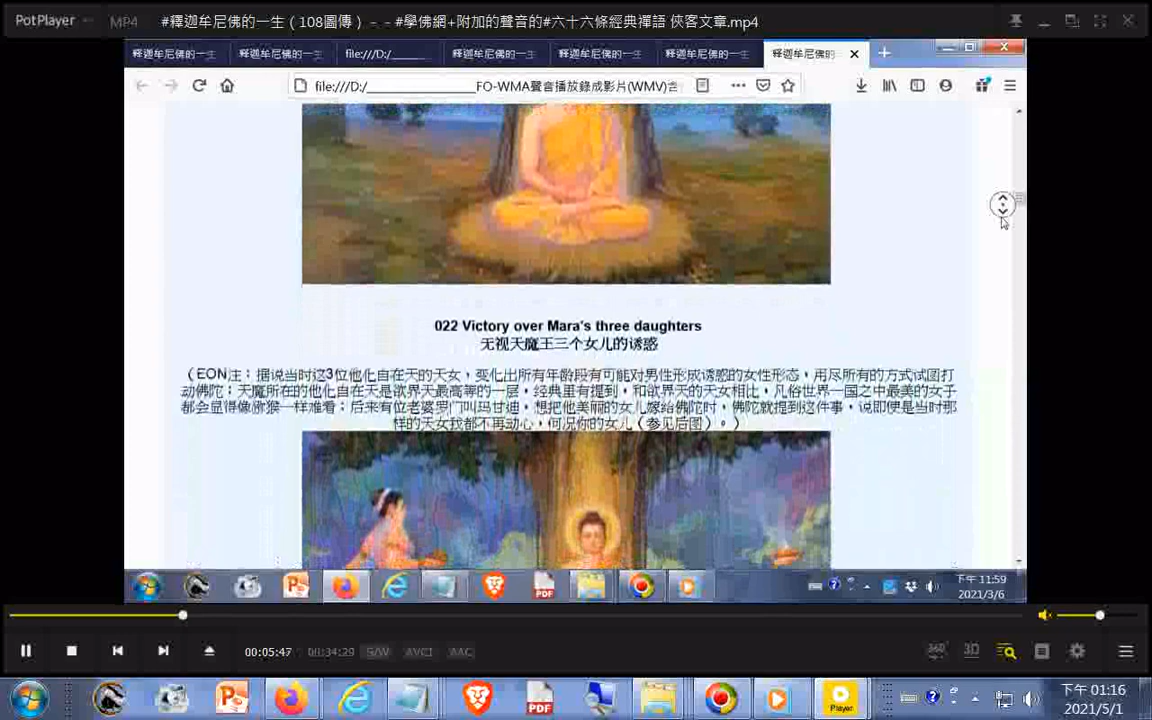 PotPlayer
MP4
#釋迦牟尼佛的一生（108圖傳）- - #學佛網+附加的聲音的#六十六條經典禪語 俠客文章.mp4
释迦牟尼佛的一生
释迦牟尼佛的一生
file:///D:/______
释迦牟尼佛的一生
释迦牟尼佛的一生
释迦牟尼佛的一生
释迦牟尼佛的
file:///D:/_______________FO-WMA聲音播放錄成影片(WMV)
022 Victory over Mara's three daughters
无视天魔王三个女儿的诱惑
（EON注：据说当时这3位他化自在天的天女，变化出所有年龄段有可能对男性形成诱惑的女性形态，用尽所有的方式试图打
动佛陀；天魔所在的他化自在天是欲界天最高等的一层，经典里有提到，和欲界天的天女相比，凡俗世界一国之中最美的女子
都会显得像猕猴一样难看；后来有位老婆罗门叫玛甘迪，想把他美丽的女儿嫁给佛陀时，佛陀就提到这件事，说即使是当时那
样的天女我都不再动心，何况你的女儿（参见后图）。）
PDF
下午 11:59
2021/3/6
00:05:47
00:34:29
S/W
AVC1
AAC
360°
3D
PDF
Player
下午 01:16
2021/5/1